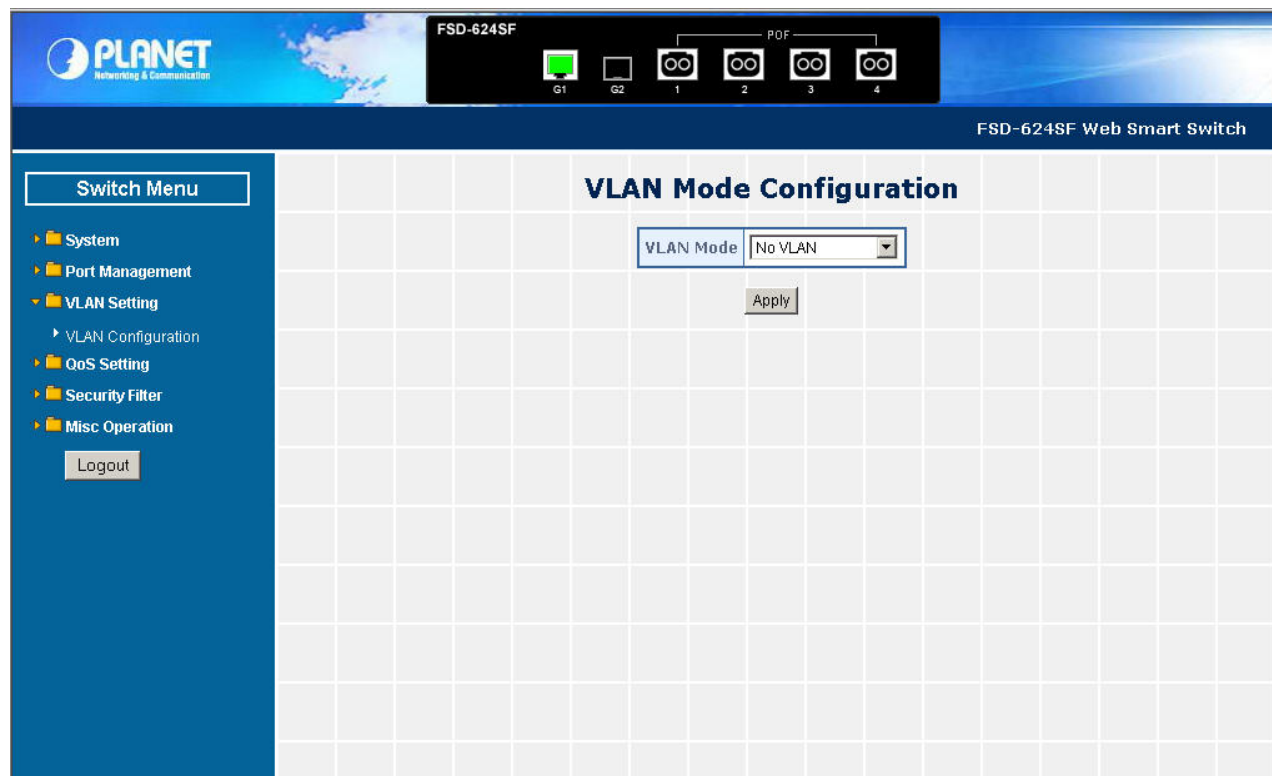 PLANET
Networking & Communication
FSD-624SF
POF
G1 G2 1 2 3 4
FSD-624SF Web Smart Switch
Switch Menu
System
Port Management
VLAN Setting
VLAN Configuration
QoS Setting
Security Filter
Misc Operation
Logout
VLAN Mode Configuration
VLAN Mode No VLAN
Apply